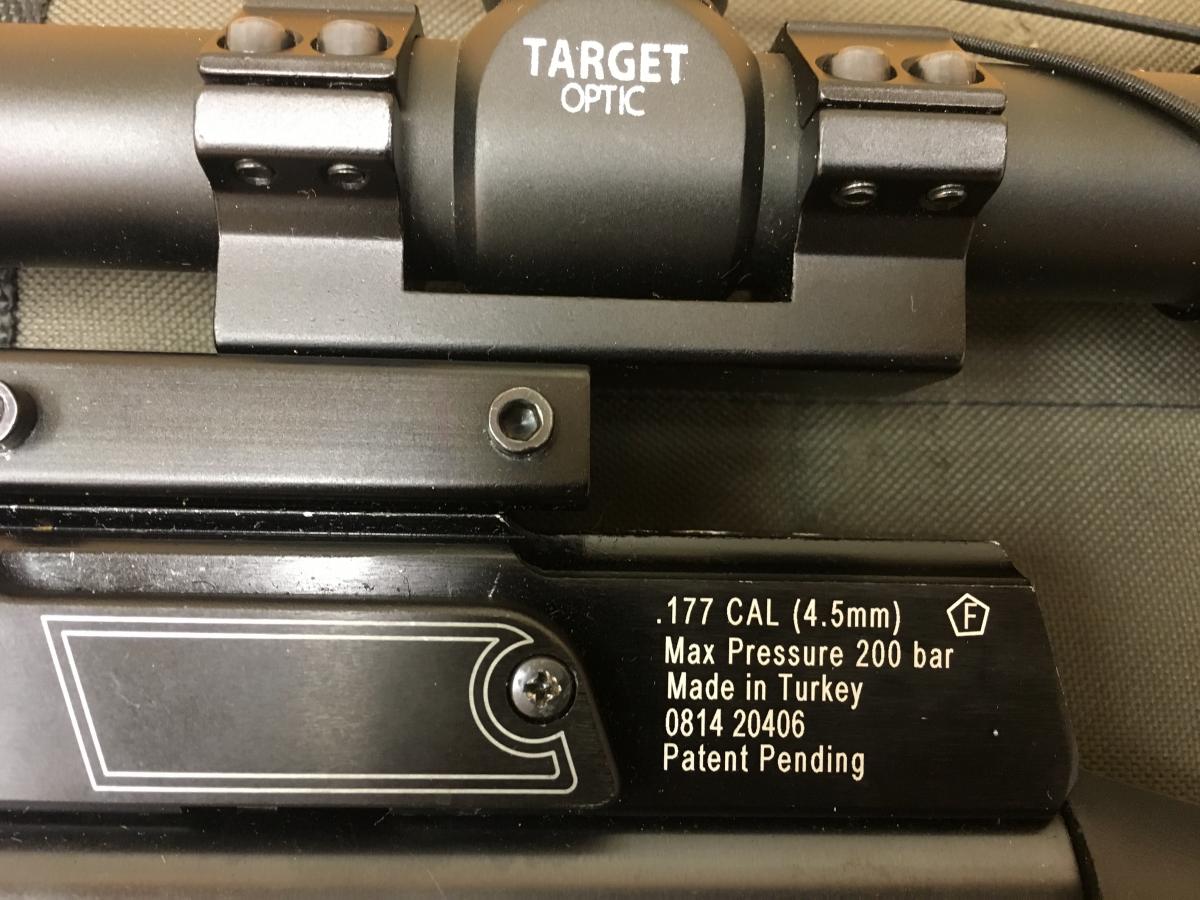 TARGET
OPTIC
.177 CAL (4.5mm) F
Max Pressure 200 bar
Made in Turkey
0814 20406
Patent Pending